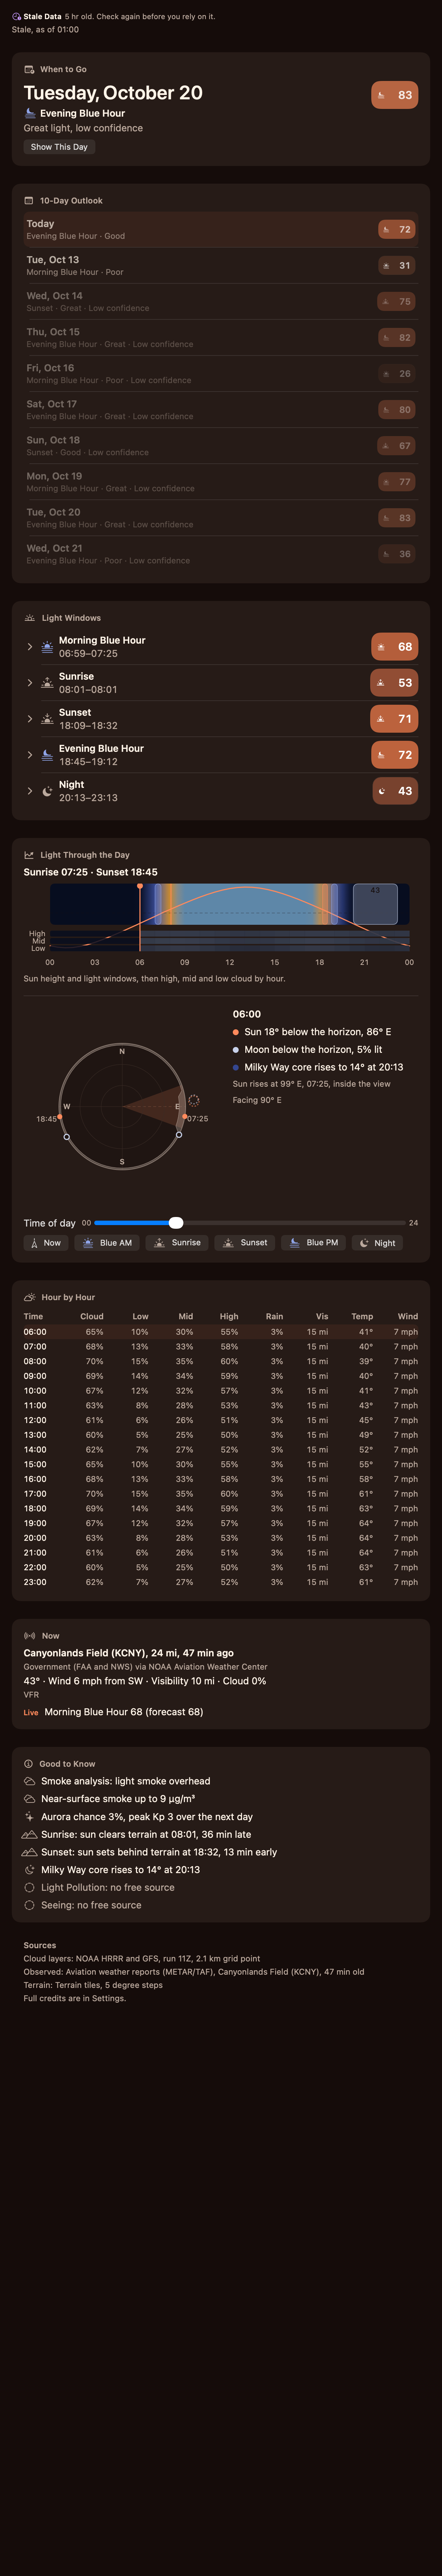 Stale Data 5 hr old. Check again before you rely on it.
Stale, as of 01:00
When to Go
Tuesday, October 20
83
Evening Blue Hour
Great light, low confidence
Show This Day
10-Day Outlook
Today
Evening Blue Hour · Good
72
Tue, Oct 13
Morning Blue Hour · Poor
31
Wed, Oct 14
Sunset · Great · Low confidence
75
Thu, Oct 15
Evening Blue Hour · Great · Low confidence
82
Fri, Oct 16
Morning Blue Hour · Poor · Low confidence
26
Sat, Oct 17
Evening Blue Hour · Great · Low confidence
80
Sun, Oct 18
Sunset · Good · Low confidence
67
Mon, Oct 19
Morning Blue Hour · Great · Low confidence
77
Tue, Oct 20
Evening Blue Hour · Great · Low confidence
83
Wed, Oct 21
Evening Blue Hour · Poor · Low confidence
36
Light Windows
Morning Blue Hour
06:59–07:25
68
Sunrise
08:01–08:01
53
Sunset
18:09–18:32
71
Evening Blue Hour
18:45–19:12
72
Night
20:13–23:13
43
Light Through the Day
Sunrise 07:25 · Sunset 18:45
43
High
Mid
Low
00 03 06 09 12 15 18 21 00
Sun height and light windows, then high, mid and low cloud by hour.
06:00
Sun 18° below the horizon, 86° E
Moon below the horizon, 5% lit
Milky Way core rises to 14° at 20:13
Sun rises at 99° E, 07:25, inside the view
Facing 90° E
N
W
E
S
18:45
07:25
Time of day 00 24
Now Blue AM Sunrise Sunset Blue PM Night
Hour by Hour
Time Cloud Low Mid High Rain Vis Temp Wind
06:00 65% 10% 30% 55% 3% 15 mi 41° 7 mph
07:00 68% 13% 33% 58% 3% 15 mi 40° 7 mph
08:00 70% 15% 35% 60% 3% 15 mi 39° 7 mph
09:00 69% 14% 34% 59% 3% 15 mi 40° 7 mph
10:00 67% 12% 32% 57% 3% 15 mi 41° 7 mph
11:00 63% 8% 28% 53% 3% 15 mi 43° 7 mph
12:00 61% 6% 26% 51% 3% 15 mi 45° 7 mph
13:00 60% 5% 25% 50% 3% 15 mi 49° 7 mph
14:00 62% 7% 27% 52% 3% 15 mi 52° 7 mph
15:00 65% 10% 30% 55% 3% 15 mi 55° 7 mph
16:00 68% 13% 33% 58% 3% 15 mi 58° 7 mph
17:00 70% 15% 35% 60% 3% 15 mi 61° 7 mph
18:00 69% 14% 34% 59% 3% 15 mi 63° 7 mph
19:00 67% 12% 32% 57% 3% 15 mi 64° 7 mph
20:00 63% 8% 28% 53% 3% 15 mi 64° 7 mph
21:00 61% 6% 26% 51% 3% 15 mi 64° 7 mph
22:00 60% 5% 25% 50% 3% 15 mi 63° 7 mph
23:00 62% 7% 27% 52% 3% 15 mi 61° 7 mph
Now
Canyonlands Field (KCNY), 24 mi, 47 min ago
Government (FAA and NWS) via NOAA Aviation Weather Center
43° · Wind 6 mph from SW · Visibility 10 mi · Cloud 0%
VFR
Live Morning Blue Hour 68 (forecast 68)
Good to Know
Smoke analysis: light smoke overhead
Near-surface smoke up to 9 µg/m³
Aurora chance 3%, peak Kp 3 over the next day
Sunrise: sun clears terrain at 08:01, 36 min late
Sunset: sun sets behind terrain at 18:32, 13 min early
Milky Way core rises to 14° at 20:13
Light Pollution: no free source
Seeing: no free source
Sources
Cloud layers: NOAA HRRR and GFS, run 11Z, 2.1 km grid point
Observed: Aviation weather reports (METAR/TAF), Canyonlands Field (KCNY), 47 min old
Terrain: Terrain tiles, 5 degree steps
Full credits are in Settings.